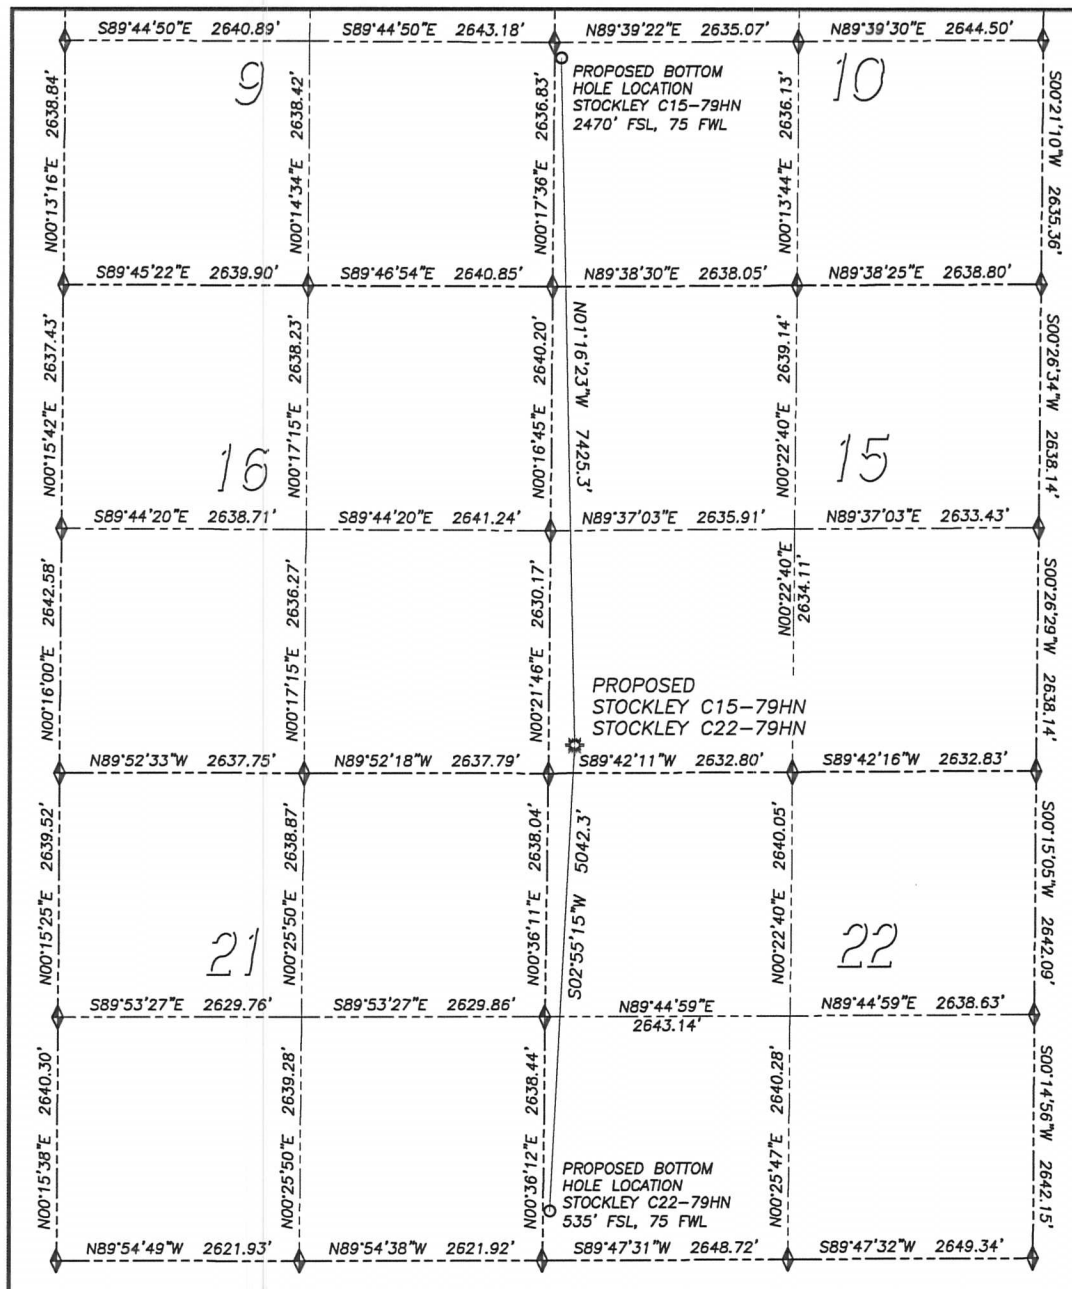 S89°44'50"E 2640.89'
S89°44'50"E 2643.18'
N89°39'22"E 2635.07'
N89°39'30"E 2644.50'
9
10
PROPOSED BOTTOM
HOLE LOCATION
STOCKLEY C15-79HN
2470' FSL, 75 FWL
N00°13'16"E 2638.84'
N00°14'34"E 2638.42'
N00°17'36"E 2636.83'
N00°13'44"E 2636.13'
S00°21'10"W 2635.36'
S89°45'22"E 2639.90'
S89°46'54"E 2640.85'
N89°38'30"E 2638.05'
N89°38'25"E 2638.80'
N00°15'42"E 2637.43'
N00°17'15"E 2638.23'
N00°16'45"E 2640.20'
N01°16'23"W 7425.3'
N00°22'40"E 2639.14'
S00°26'34"W 2638.14'
16
15
S89°44'20"E 2638.71'
S89°44'20"E 2641.24'
N89°37'03"E 2635.91'
N89°37'03"E 2633.43'
N00°16'00"E 2642.58'
N00°17'15"E 2636.27'
N00°21'46"E 2630.17'
N00°22'40"E
2634.11'
S00°26'29"W 2638.14'
PROPOSED
STOCKLEY C15-79HN
STOCKLEY C22-79HN
N89°52'33"W 2637.75'
N89°52'18"W 2637.79'
S89°42'11"W 2632.80'
S89°42'16"W 2632.83'
N00°15'25"E 2639.52'
N00°25'50"E 2638.87'
N00°36'11"E 2638.04'
S02°55'15"W 5042.3'
N00°22'40"E 2640.05'
S00°15'05"W 2642.09'
21
22
S89°53'27"E 2629.76'
S89°53'27"E 2629.86'
N89°44'59"E
2643.14'
N89°44'59"E 2638.63'
N00°15'38"E 2640.30'
N00°25'50"E 2639.28'
N00°36'12"E 2638.44'
N00°25'47"E 2640.28'
S00°14'56"W 2642.15'
PROPOSED BOTTOM
HOLE LOCATION
STOCKLEY C22-79HN
535' FSL, 75 FWL
N89°54'49"W 2621.93'
N89°54'38"W 2621.92'
S89°47'31"W 2648.72'
S89°47'32"W 2649.34'